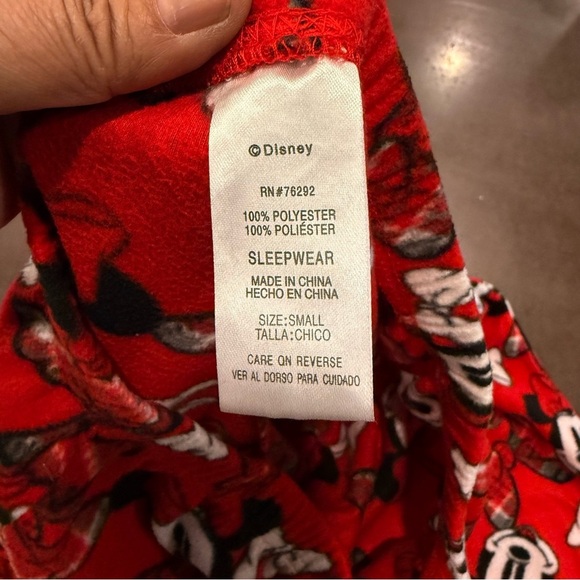 ©Disney
RN#76292
100% POLYESTER
100% POLIÉSTER
SLEEPWEAR
MADE IN CHINA
HECHO EN CHINA
SIZE:SMALL
TALLA:CHICO
CARE ON REVERSE
VER AL DORSO PARA CUIDADO